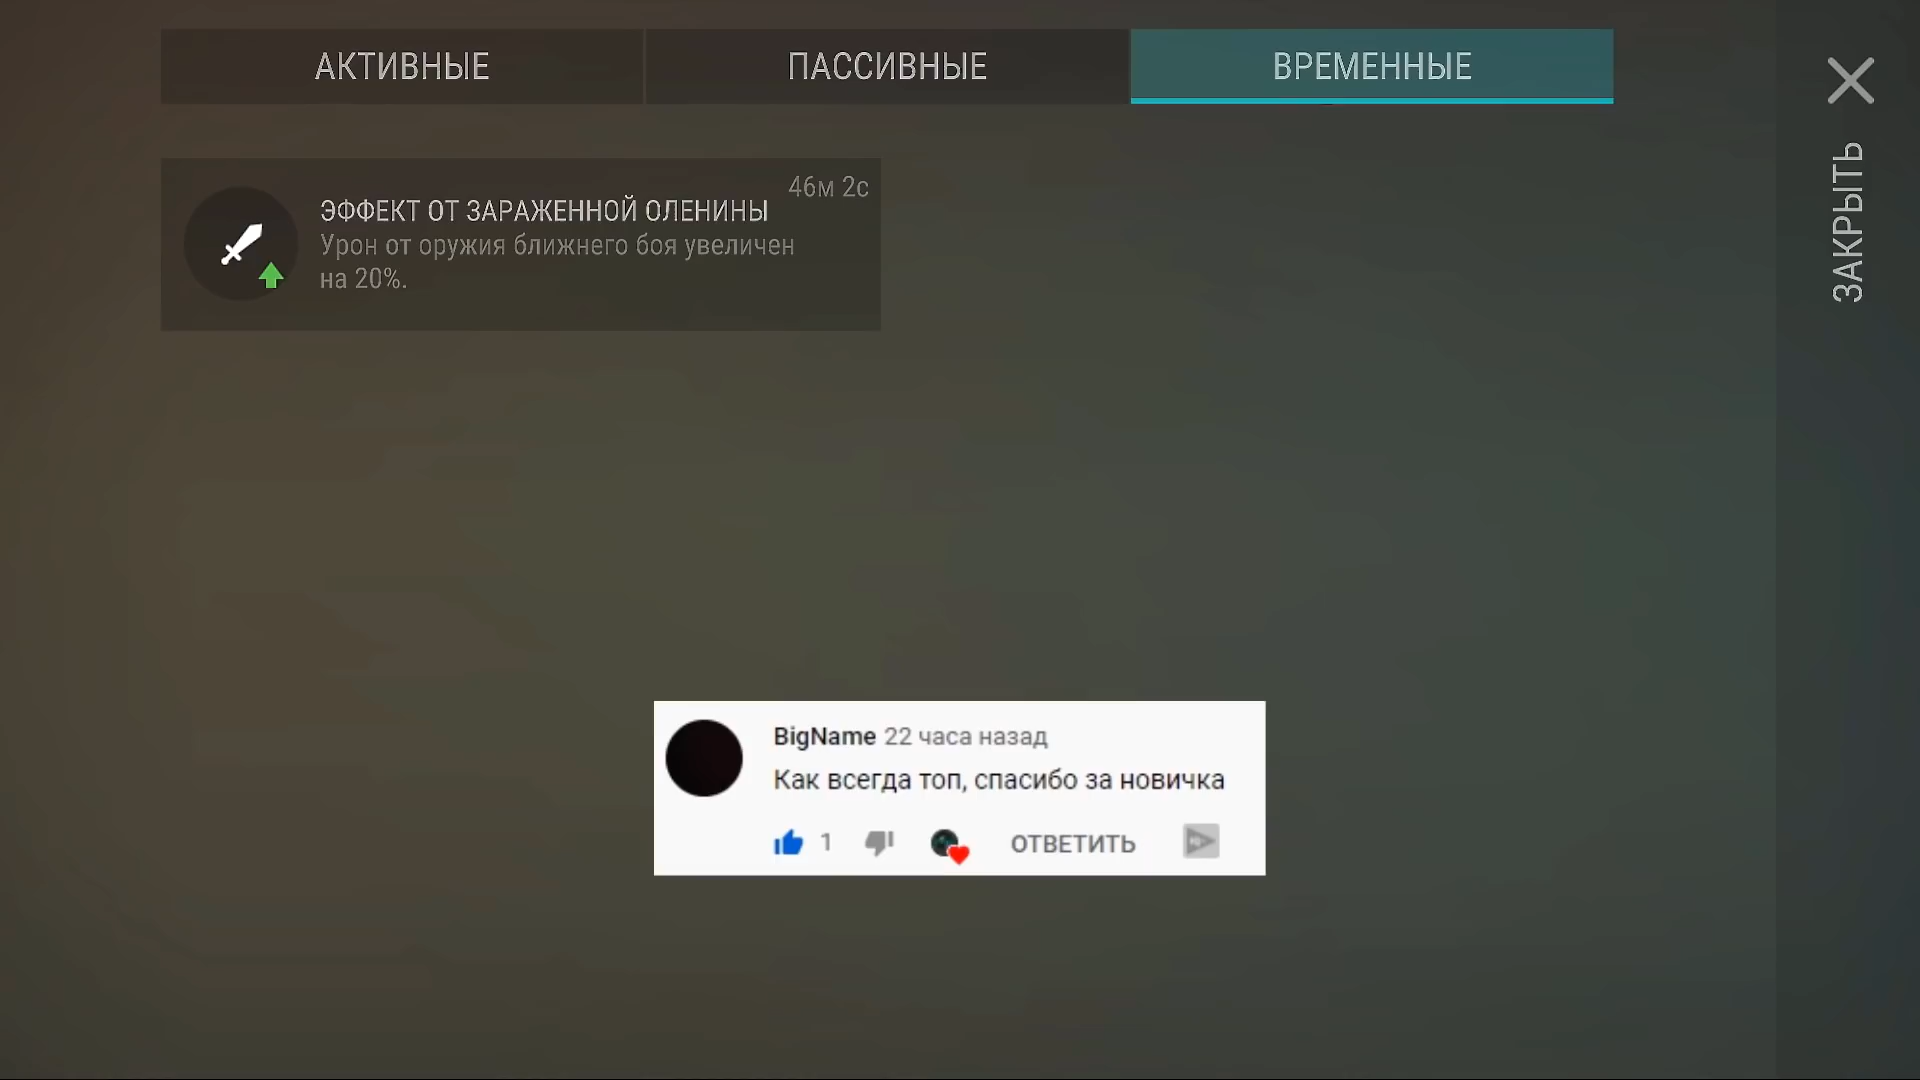 АКТИВНЫЕ
ПАССИВНЫЕ
ВРЕМЕННЫЕ
ЗАКРЫТЬ
46м 2с
ЭФФЕКТ ОТ ЗАРАЖЕННОЙ ОЛЕНИНЫ
Урон от оружия ближнего боя увеличен
на 20%.
BigName 22 часа назад
Как всегда топ, спасибо за новичка
1
ОТВЕТИТЬ